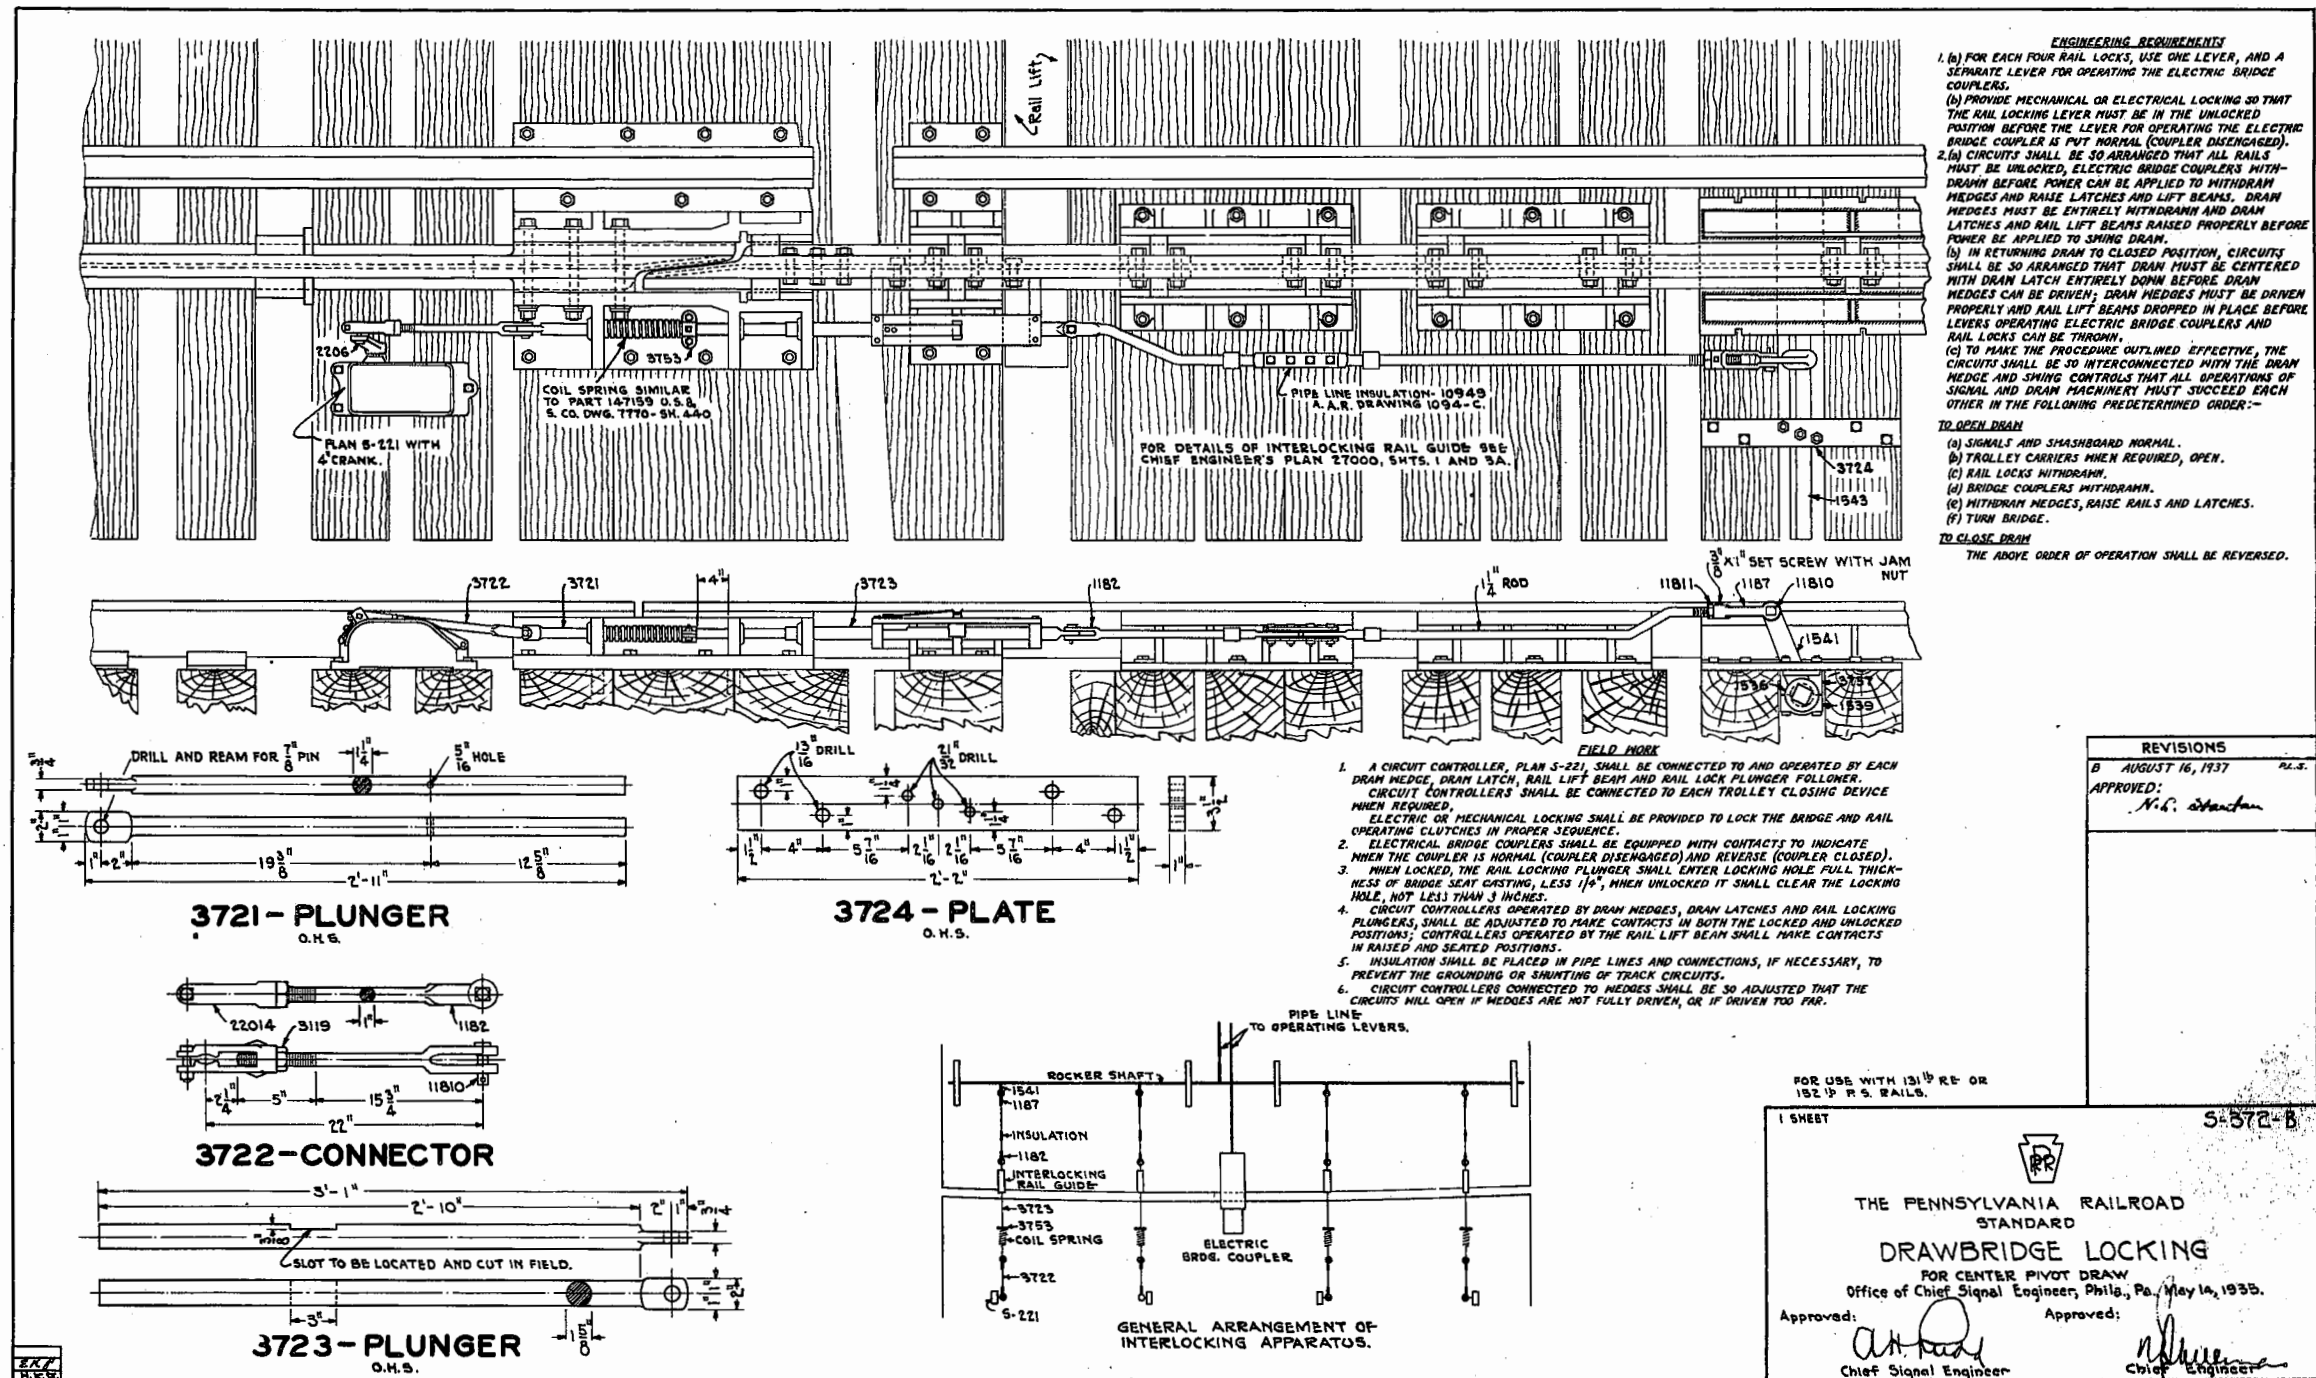 Rail Lift
2206
3753
COIL SPRING SIMILAR
TO PART 147159 U.S.&
S. CO. DWG. 7770-SH. 440
PLAN S-221 WITH
4" CRANK.
PIPE LINE INSULATION-10949
A.A.R. DRAWING 1094-C.
FOR DETAILS OF INTERLOCKING RAIL GUIDE SEE
CHIEF ENGINEER'S PLAN 27000, SHTS. 1 AND 3A.
3724
1543
ENGINEERING REQUIREMENTS
1. (a) FOR EACH FOUR RAIL LOCKS, USE ONE LEVER, AND A
SEPARATE LEVER FOR OPERATING THE ELECTRIC BRIDGE
COUPLERS.
(b) PROVIDE MECHANICAL OR ELECTRICAL LOCKING SO THAT
THE RAIL LOCKING LEVER MUST BE IN THE UNLOCKED
POSITION BEFORE THE LEVER FOR OPERATING THE ELECTRIC
BRIDGE COUPLER IS PUT NORMAL (COUPLER DISENGAGED).
2. (a) CIRCUITS SHALL BE SO ARRANGED THAT ALL RAILS
MUST BE UNLOCKED, ELECTRIC BRIDGE COUPLERS WITH-
DRAWN BEFORE POWER CAN BE APPLIED TO WITHDRAW
WEDGES AND RAISE LATCHES AND LIFT BEAMS. DRAW
WEDGES MUST BE ENTIRELY WITHDRAWN AND DRAW
LATCHES AND RAIL LIFT BEAMS RAISED PROPERLY BEFORE
POWER BE APPLIED TO SWING DRAW.
(b) IN RETURNING DRAW TO CLOSED POSITION, CIRCUITS
SHALL BE SO ARRANGED THAT DRAW MUST BE CENTERED
WITH DRAW LATCH ENTIRELY DOWN BEFORE DRAW
WEDGES CAN BE DRIVEN; DRAW WEDGES MUST BE DRIVEN
PROPERLY AND RAIL LIFT BEAMS DROPPED IN PLACE BEFORE
LEVERS OPERATING ELECTRIC BRIDGE COUPLERS AND
RAIL LOCKS CAN BE THROWN.
(c) TO MAKE THE PROCEDURE OUTLINED EFFECTIVE, THE
CIRCUITS SHALL BE SO INTERCONNECTED WITH THE DRAW
WEDGE AND SWING CONTROLS THAT ALL OPERATIONS OF
SIGNAL AND DRAW MACHINERY MUST SUCCEED EACH
OTHER IN THE FOLLOWING PREDETERMINED ORDER:-
TO OPEN DRAW
(a) SIGNALS AND SMASHBOARD NORMAL.
(b) TROLLEY CARRIERS WHEN REQUIRED, OPEN.
(c) RAIL LOCKS WITHDRAWN.
(d) BRIDGE COUPLERS WITHDRAWN.
(e) WITHDRAW WEDGES, RAISE RAILS AND LATCHES.
(f) TURN BRIDGE.
TO CLOSE DRAW
THE ABOVE ORDER OF OPERATION SHALL BE REVERSED.
3722
3721
4"
3723
1182
1 1/4" ROD
11811
3/8" X 1" SET SCREW WITH JAM
NUT
1187
11810
1541
1536
3757
1539
DRILL AND REAM FOR 7/8" PIN
1 1/4"
5/16" HOLE
3/4"
2"
1"
1"
1" 2" 19 3/8" 12 5/8"
2'-11"
3721-PLUNGER
O.H.S.
13/16" DRILL
21/32" DRILL
1 3/4"
1 1/4"
1"
1 1/4"
3 1/2"
1 1/2" 4" 5 7/16" 2 1/16" 2 1/16" 5 7/16" 4" 1 1/2"
1"
2'-2"
3724-PLATE
O.H.S.
FIELD WORK
1. A CIRCUIT CONTROLLER, PLAN S-221, SHALL BE CONNECTED TO AND OPERATED BY EACH
DRAW WEDGE, DRAW LATCH, RAIL LIFT BEAM AND RAIL LOCK PLUNGER FOLLOWER.
CIRCUIT CONTROLLERS SHALL BE CONNECTED TO EACH TROLLEY CLOSING DEVICE
WHEN REQUIRED.
ELECTRIC OR MECHANICAL LOCKING SHALL BE PROVIDED TO LOCK THE BRIDGE AND RAIL
OPERATING CLUTCHES IN PROPER SEQUENCE.
2. ELECTRICAL BRIDGE COUPLERS SHALL BE EQUIPPED WITH CONTACTS TO INDICATE
WHEN THE COUPLER IS NORMAL (COUPLER DISENGAGED) AND REVERSE (COUPLER CLOSED).
3. WHEN LOCKED, THE RAIL LOCKING PLUNGER SHALL ENTER LOCKING HOLE FULL THICK-
NESS OF BRIDGE SEAT CASTING, LESS 1/4", WHEN UNLOCKED IT SHALL CLEAR THE LOCKING
HOLE, NOT LESS THAN 3 INCHES.
4. CIRCUIT CONTROLLERS OPERATED BY DRAW WEDGES, DRAW LATCHES AND RAIL LOCKING
PLUNGERS, SHALL BE ADJUSTED TO MAKE CONTACTS IN BOTH THE LOCKED AND UNLOCKED
POSITIONS; CONTROLLERS OPERATED BY THE RAIL LIFT BEAM SHALL MAKE CONTACTS
IN RAISED AND SEATED POSITIONS.
5. INSULATION SHALL BE PLACED IN PIPE LINES AND CONNECTIONS, IF NECESSARY, TO
PREVENT THE GROUNDING OR SHUNTING OF TRACK CIRCUITS.
6. CIRCUIT CONTROLLERS CONNECTED TO WEDGES SHALL BE SO ADJUSTED THAT THE
CIRCUITS WILL OPEN IF WEDGES ARE NOT FULLY DRIVEN, OR IF DRIVEN TOO FAR.
REVISIONS
B AUGUST 16, 1937
APPROVED:
22014
3119
1"
1182
11810
2 1/4" 5" 15 3/4"
22"
3722-CONNECTOR
3'-1"
2'-10" 2" 1"
3/4"
3/8"
SLOT TO BE LOCATED AND CUT IN FIELD.
3"
1 5/8"
1"
1"
2"
3723-PLUNGER
O.H.S.
PIPE LINE
TO OPERATING LEVERS.
ROCKER SHAFT
1541
1187
INSULATION
1182
INTERLOCKING
RAIL GUIDE
3723
3753
COIL SPRING
3722
S-221
ELECTRIC
BRDG. COUPLER
GENERAL ARRANGEMENT OF
INTERLOCKING APPARATUS.
FOR USE WITH 131 lb RE OR
152 lb P.S. RAILS.
1 SHEET
S-372-B
PRR
THE PENNSYLVANIA RAILROAD
STANDARD
DRAWBRIDGE LOCKING
FOR CENTER PIVOT DRAW
Office of Chief Signal Engineer, Phila., Pa., May 14, 1935.
Approved:
Approved:
Chief Signal Engineer
Chief Engineer